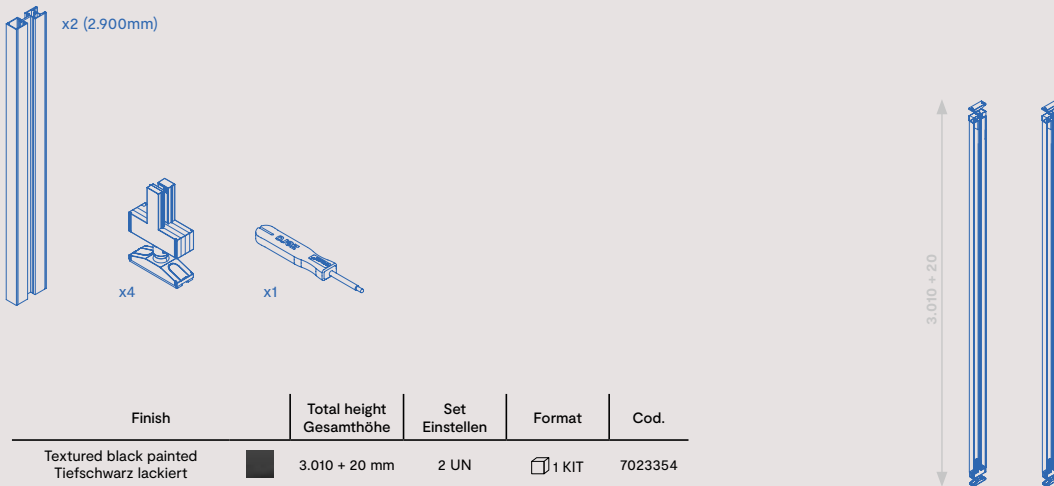 x2 (2.900mm)
x4
x1
3.010 + 20
Finish
Total height
Gesamthöhe
Set
Einstellen
Format
Cod.
Textured black painted
Tiefschwarz lackiert
3.010 + 20 mm
2 UN
1 KIT
7023354